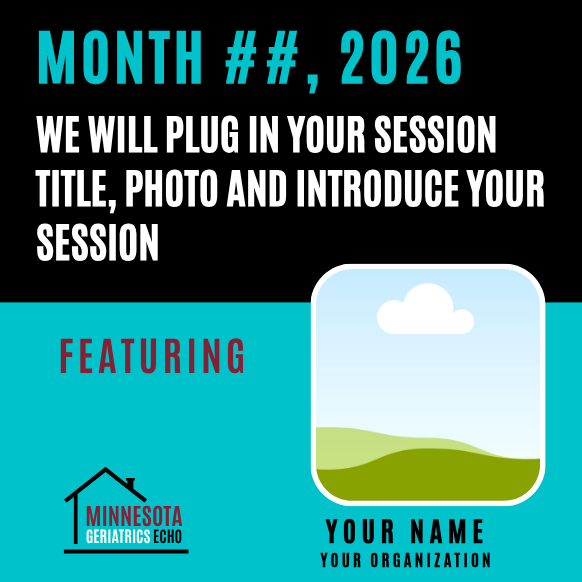 MONTH ##, 2026
WE WILL PLUG IN YOUR SESSION
TITLE, PHOTO AND INTRODUCE YOUR
SESSION
FEATURING
MINNESOTA
GERIATRICS ECHO
YOUR NAME
YOUR ORGANIZATION